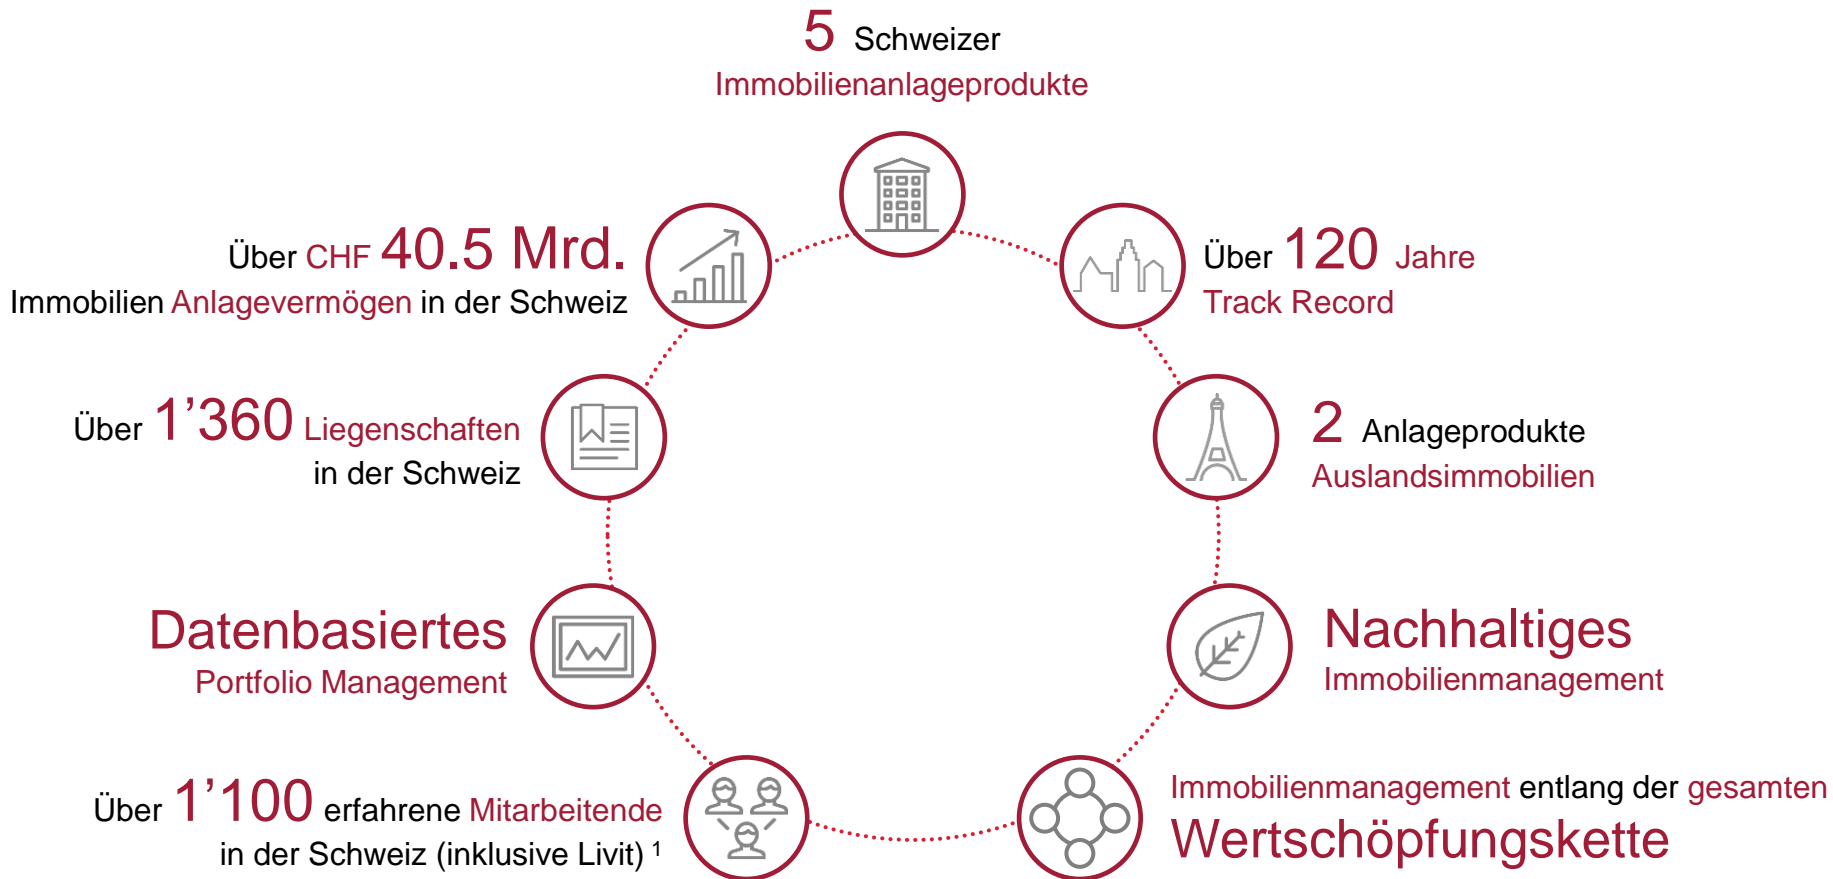 5 Schweizer
Immobilienanlageprodukte
Über CHF 40.5 Mrd.
Immobilien Anlagevermögen in der Schweiz
Über 120 Jahre
Track Record
Über 1’360 Liegenschaften
in der Schweiz
2 Anlageprodukte
Auslandsimmobilien
Datenbasiertes
Portfolio Management
Nachhaltiges
Immobilienmanagement
Über 1’100 erfahrene Mitarbeitende
in der Schweiz (inklusive Livit) 1
Immobilienmanagement entlang der gesamten
Wertschöpfungskette